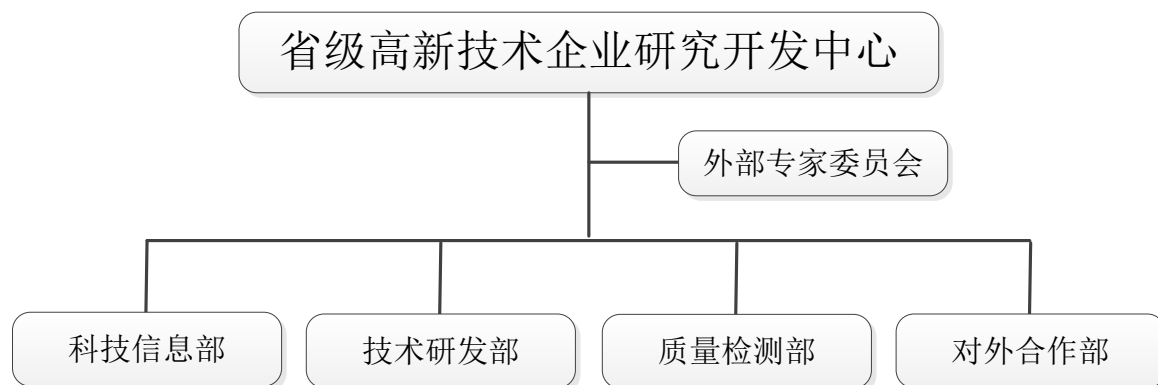 省级高新技术企业研究开发中心
外部专家委员会
科技信息部
技术研发部
质量检测部
对外合作部